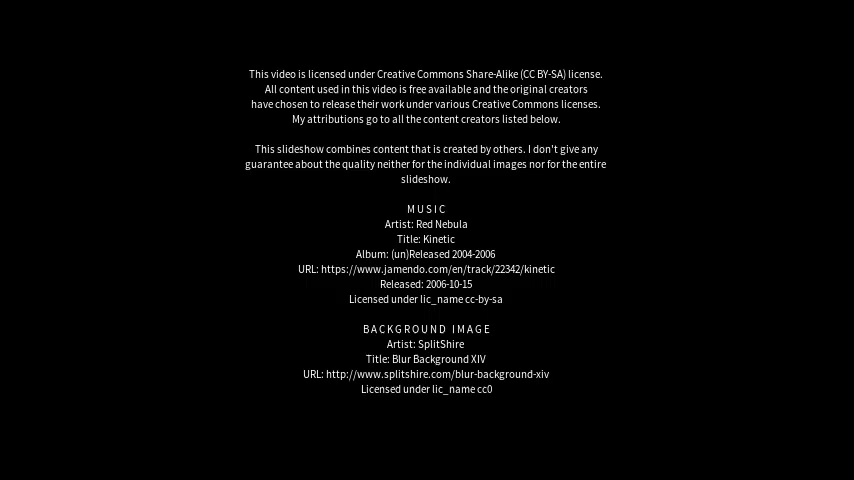 This video is licensed under Creative Commons Share-Alike (CC BY-SA) license.
All content used in this video is free available and the original creators
have chosen to release their work under various Creative Commons licenses.
My attributions go to all the content creators listed below.
This slideshow combines content that is created by others. I don't give any
guarantee about the quality neither for the individual images nor for the entire
slideshow.
MUSIC
Artist: Red Nebula
Title: Kinetic
Album: (un)Released 2004-2006
URL: https://www.jamendo.com/en/track/22342/kinetic
Released: 2006-10-15
Licensed under lic_name cc-by-sa
BACKGROUND IMAGE
Artist: SplitShire
Title: Blur Background XIV
URL: http://www.splitshire.com/blur-background-xiv
Licensed under lic_name cc0